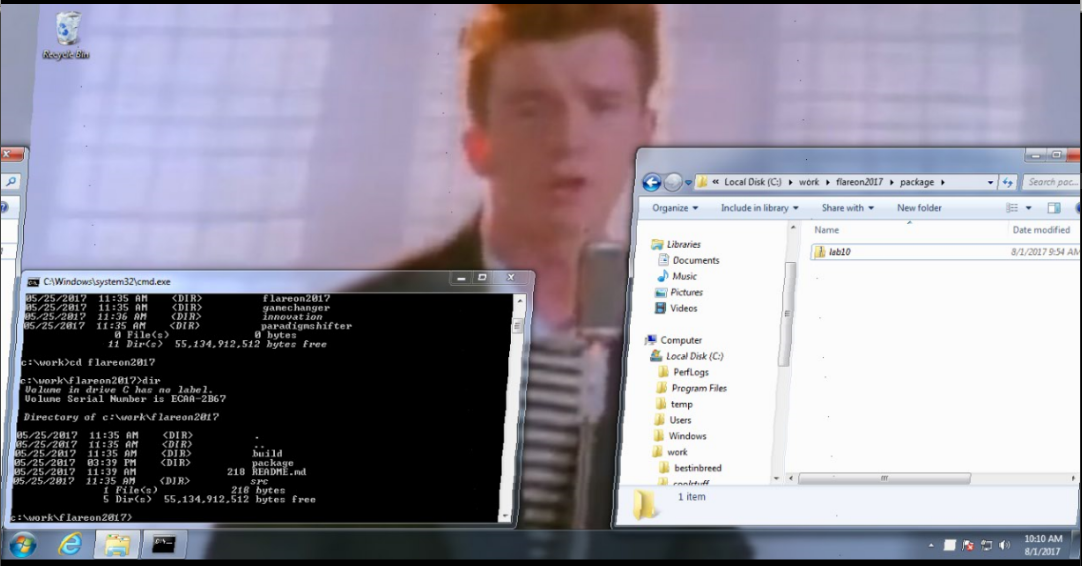 Recycle Bin
C:\Windows\system32\cmd.exe
05/25/2017 11:35 AM <DIR> flareon2017
05/25/2017 11:35 AM <DIR> gamechanger
05/25/2017 11:36 AM <DIR> innovation
05/25/2017 11:35 AM <DIR> paradigmshifter
0 File(s) 0 bytes
11 Dir(s) 55,134,912,512 bytes free
c:\work>cd flareon2017
c:\work\flareon2017>dir
Volume in drive C has no label.
Volume Serial Number is ECAA-2B67
Directory of c:\work\flareon2017
05/25/2017 11:35 AM <DIR> .
05/25/2017 11:35 AM <DIR> ..
05/25/2017 11:35 AM <DIR> build
05/25/2017 03:39 PM <DIR> package
05/25/2017 11:39 AM 218 README.md
05/25/2017 11:35 AM <DIR> src
1 File(s) 218 bytes
5 Dir(s) 55,134,912,512 bytes free
c:\work\flareon2017>
« Local Disk (C:) ▸ work ▸ flareon2017 ▸ package ▸
Search pac...
Organize Include in library Share with New folder
Name Date modified
lab10 8/1/2017 9:54 AM
Libraries
Documents
Music
Pictures
Videos
Computer
Local Disk (C:)
PerfLogs
Program Files
temp
Users
Windows
work
bestinbreed
coolstuff
1 item
10:10 AM
8/1/2017